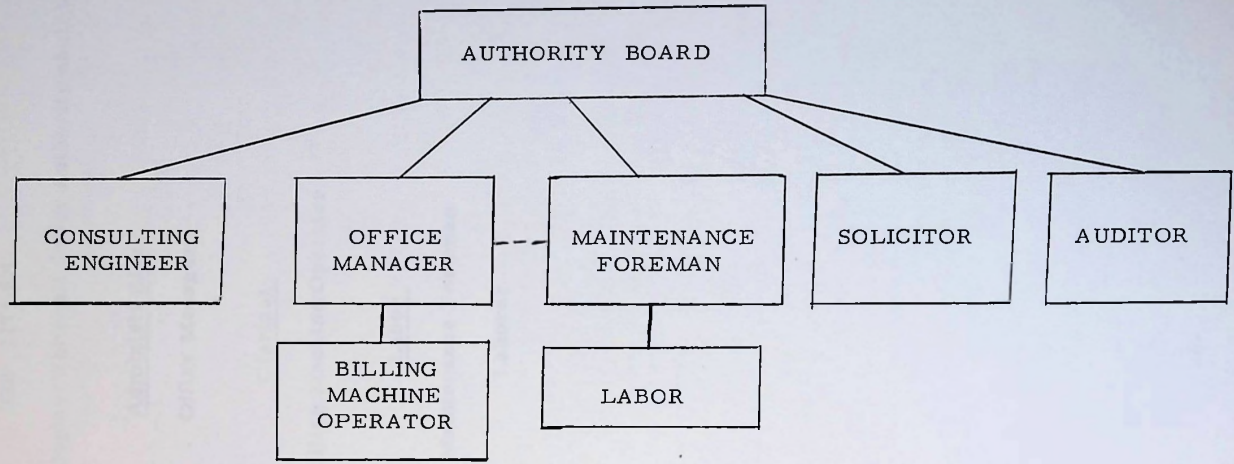 AUTHORITY BOARD
CONSULTING
ENGINEER
OFFICE
MANAGER
MAINTENANCE
FOREMAN
SOLICITOR
AUDITOR
BILLING
MACHINE
OPERATOR
LABOR